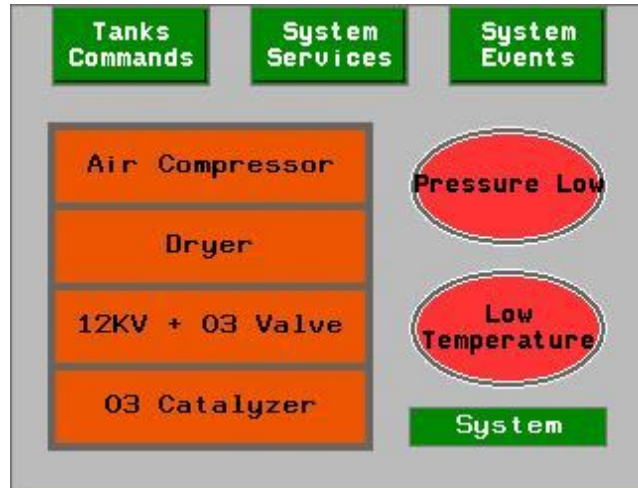 Tanks
Commands
System
Services
System
Events
Air Compressor
Pressure Low
Dryer
12KV + O3 Valve
Low
Temperature
O3 Catalyzer
System